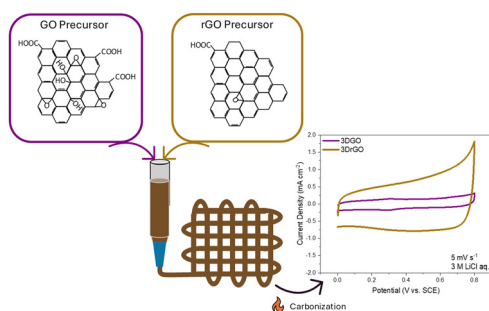 GO Precursor
rGO Precursor
HOOC
COOH
HO
COOH
HO
O
OH
O
O
HOOC
O
3DGO
3DrGO
2.0
1.5
1.0
0.5
0.0
-0.5
-1.0
-1.5
-2.0
Current Density (mA cm⁻²)
5 mV s⁻¹
3 M LiCl aq.
0.0
0.2
0.4
0.6
0.8
Potential (V vs. SCE)
Carbonization